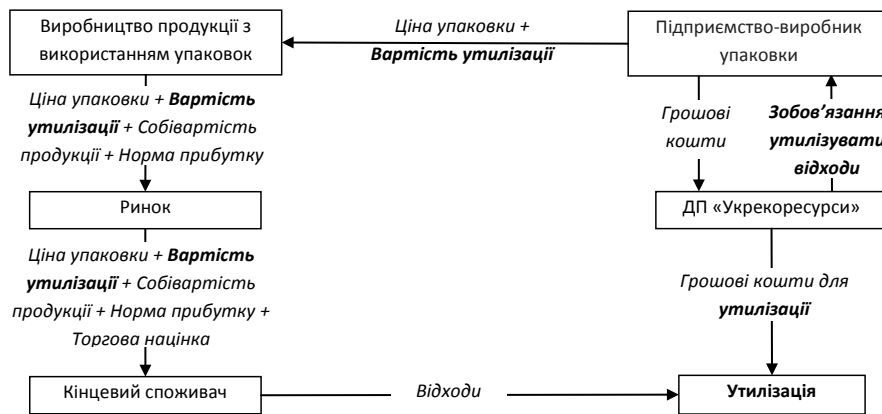 Виробництво продукції з
використанням упаковок
Ціна упаковки +
Вартість утилізації
Підприємство-виробник
упаковки
Ціна упаковки + Вартість
утилізації + Собівартість
продукції + Норма прибутку
Грошові
кошти
Зобов’язання
утилізувати
відходи
Ринок
ДП «Укрекоресурси»
Ціна упаковки + Вартість
утилізації + Собівартість
продукції + Норма прибутку +
Торгова націнка
Грошові кошти для
утилізації
Кінцевий споживач
Відходи
Утилізація